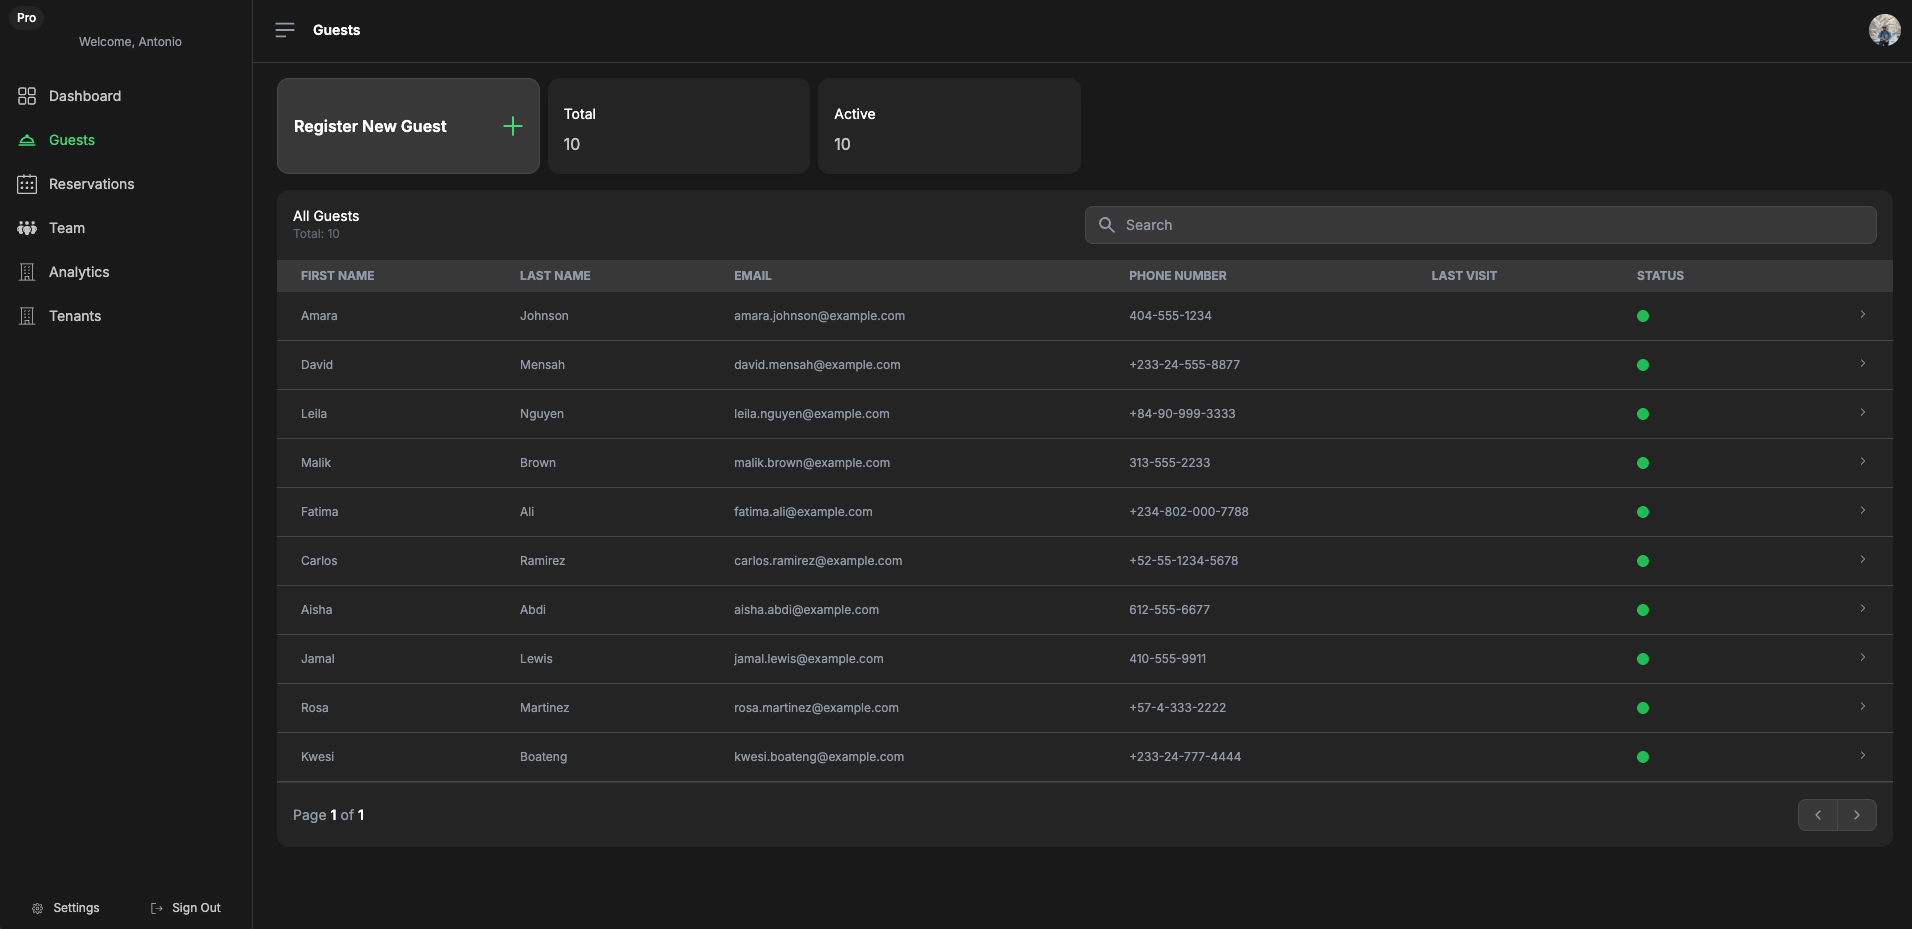 Pro
Welcome, Antonio
Dashboard
Guests
Reservations
Team
Analytics
Tenants
Settings
Sign Out
Guests
Register New Guest
Total
10
Active
10
All Guests
Total: 10
Search
FIRST NAME LAST NAME EMAIL PHONE NUMBER LAST VISIT STATUS
Amara Johnson amara.johnson@example.com 404-555-1234
David Mensah david.mensah@example.com +233-24-555-8877
Leila Nguyen leila.nguyen@example.com +84-90-999-3333
Malik Brown malik.brown@example.com 313-555-2233
Fatima Ali fatima.ali@example.com +234-802-000-7788
Carlos Ramirez carlos.ramirez@example.com +52-55-1234-5678
Aisha Abdi aisha.abdi@example.com 612-555-6677
Jamal Lewis jamal.lewis@example.com 410-555-9911
Rosa Martinez rosa.martinez@example.com +57-4-333-2222
Kwesi Boateng kwesi.boateng@example.com +233-24-777-4444
Page 1 of 1